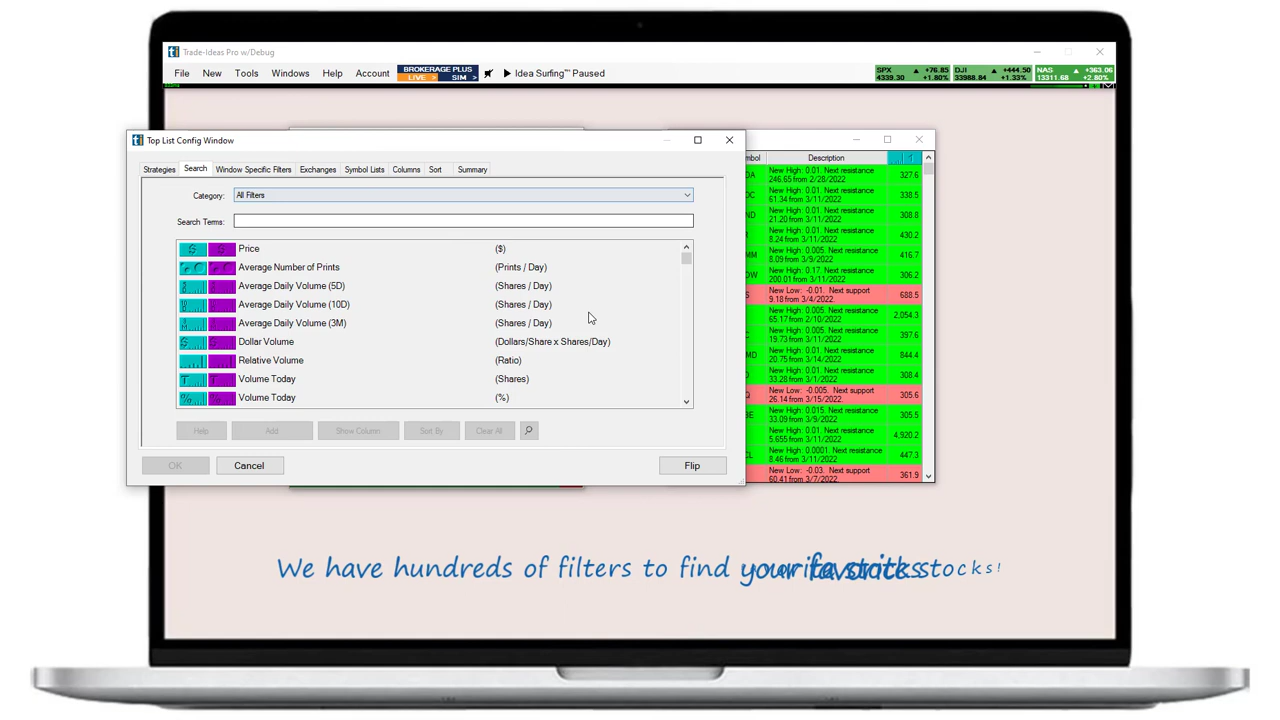 Trade-Ideas Pro w/Debug
File New Tools Windows Help Account BROKERAGE PLUS LIVE > SIM > Idea Surfing™ Paused
SPX +76.85 4339.30 +1.80% DJI +444.50 33988.84 +1.33% NAS +363.06 13311.68 +2.80%
Top List Config Window
Strategies Search Window Specific Filters Exchanges Symbol Lists Columns Sort Summary
Category: All Filters
Search Terms:
Price ($)
Average Number of Prints (Prints / Day)
Average Daily Volume (5D) (Shares / Day)
Average Daily Volume (10D) (Shares / Day)
Average Daily Volume (3M) (Shares / Day)
Dollar Volume (Dollars/Share x Shares/Day)
Relative Volume (Ratio)
Volume Today (Shares)
Volume Today (%)
Help Add Show Column Sort By Clear All
OK Cancel Flip
mbol Description
DA New High: 0.01. Next resistance 327.6
246.65 from 2/28/2022.
OC New High: 0.01. Next resistance 338.5
61.34 from 3/11/2022.
ND New High: 0.01. Next resistance 308.8
21.20 from 3/11/2022.
New High: 0.01. Next resistance 430.2
8.24 from 3/11/2022.
MM New High: 0.005. Next resistance 416.7
8.09 from 3/9/2022.
OW New High: 0.17. Next resistance 306.2
200.01 from 3/11/2022.
S New Low: -0.01. Next support 688.5
9.18 from 3/4/2022.
New High: 0.005. Next resistance 2,054.3
65.17 from 2/10/2022.
C New High: 0.005. Next resistance 397.6
19.73 from 3/11/2022.
MD New High: 0.01. Next resistance 844.4
20.75 from 3/14/2022.
New High: 0.01. Next resistance 308.4
33.28 from 3/1/2022.
Q New Low: -0.005. Next support 305.6
26.14 from 3/15/2022.
BE New High: 0.015. Next resistance 305.5
33.09 from 3/9/2022.
New High: 0.01. Next resistance 4,920.2
5.655 from 3/11/2022.
CL New High: 0.0001. Next resistance 447.3
8.46 from 3/11/2022.
New Low: -0.03. Next support 361.9
60.41 from 3/7/2022.
We have hundreds of filters to find your favorite stocks!